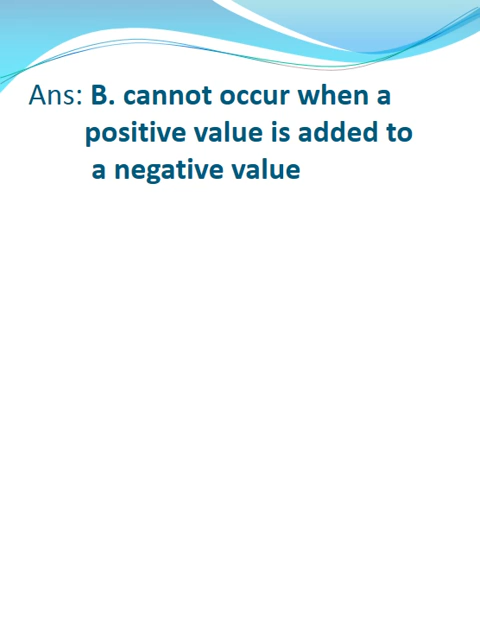 Ans: B. cannot occur when a
positive value is added to
a negative value